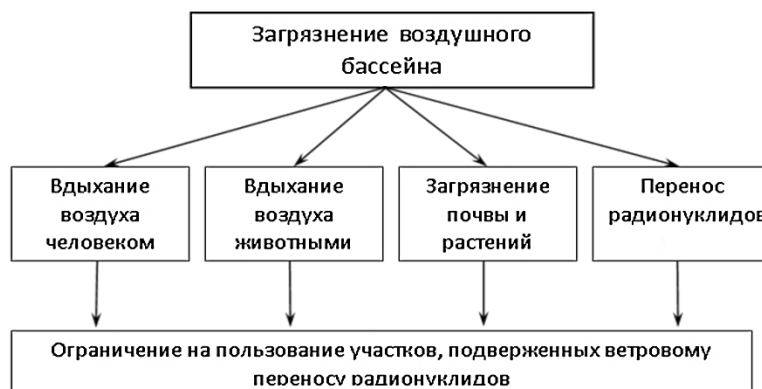 Загрязнение воздушного
бассейна
Вдыхание
воздуха
человеком
Вдыхание
воздуха
животными
Загрязнение
почвы и
растений
Перенос
радионуклидов
Ограничение на пользование участков, подверженных ветровому
переносу радионуклидов